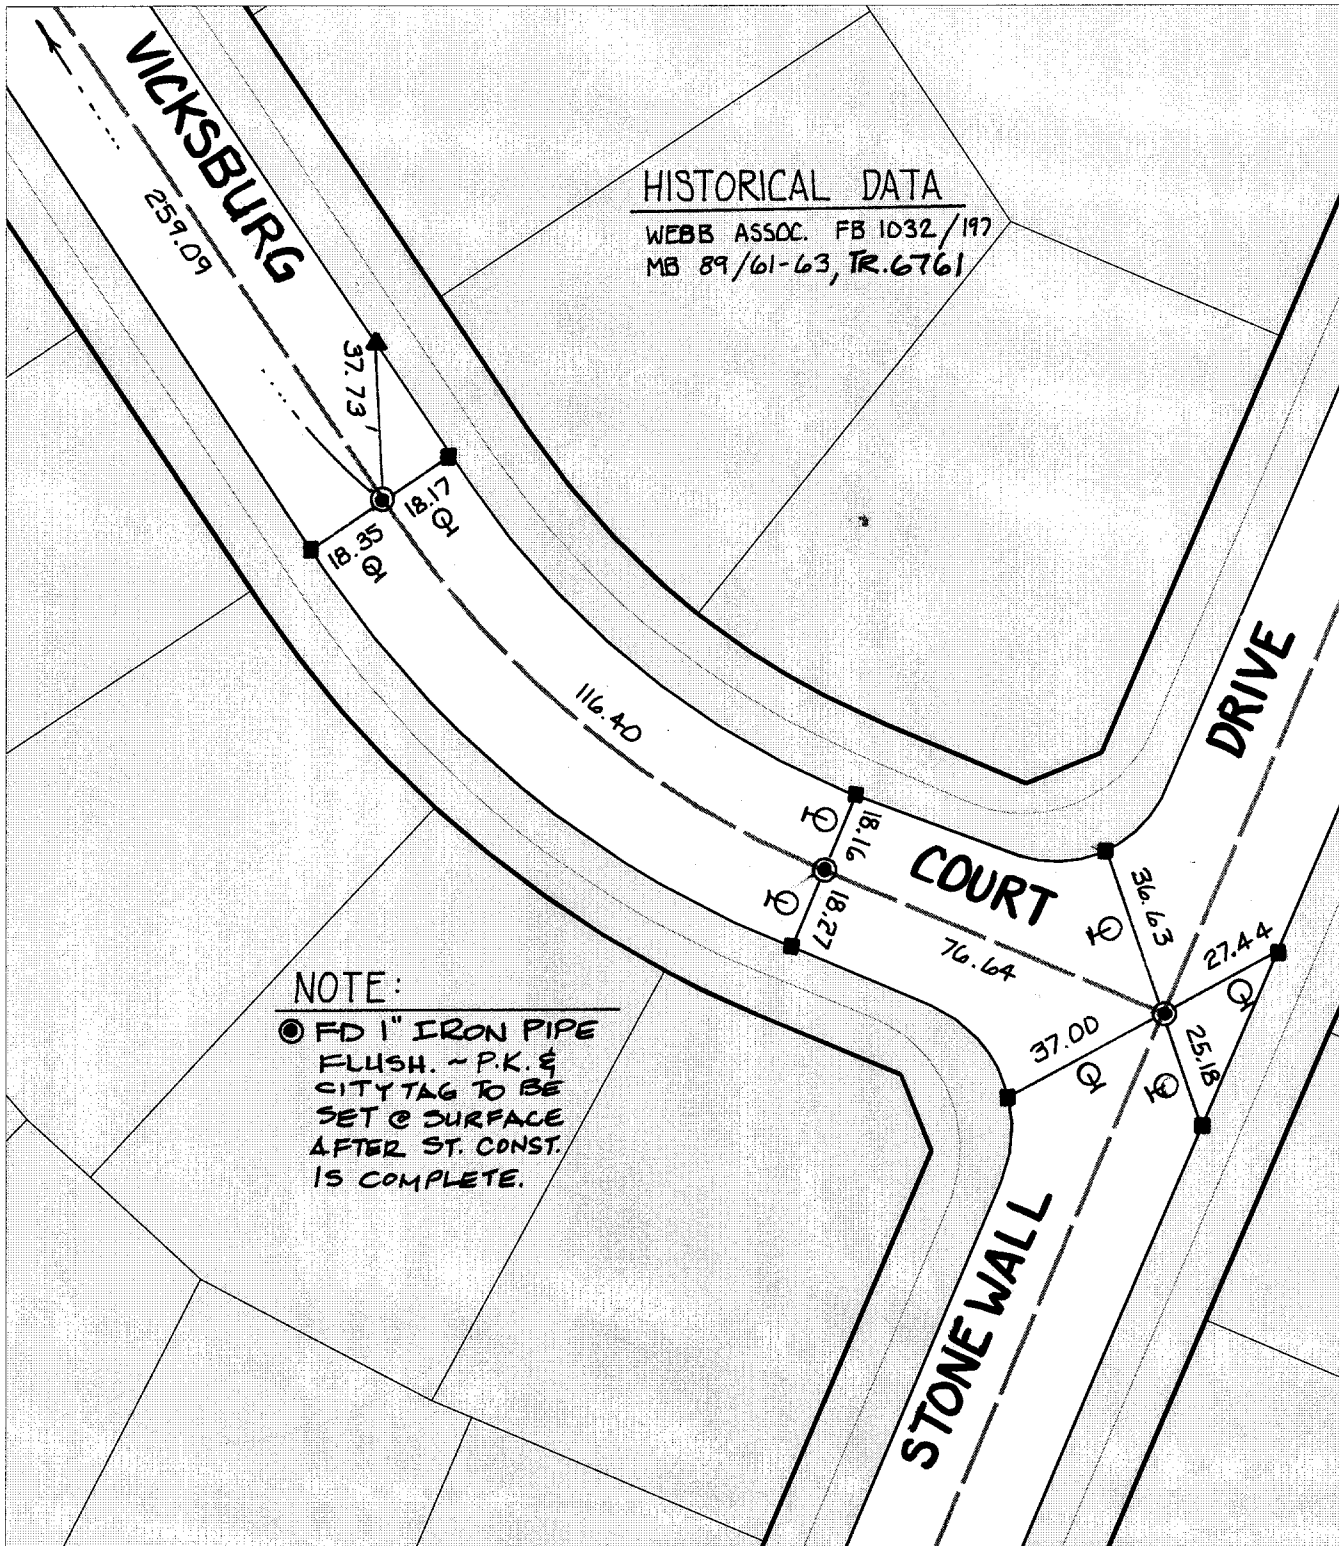 VICKSBURG
259.09
HISTORICAL DATA
WEBB ASSOC. FB 1032/197
MB 89/61-63, TR.6761
37.73'
18.17
18.35
116.40
DRIVE
18.16
COURT
18.27
36.63
76.64
27.44
37.00
25.18
NOTE:
FD 1" IRON PIPE
FLUSH. ~ P.K. &
CITY TAG TO BE
SET @ SURFACE
AFTER ST. CONST.
IS COMPLETE.
STONEWALL